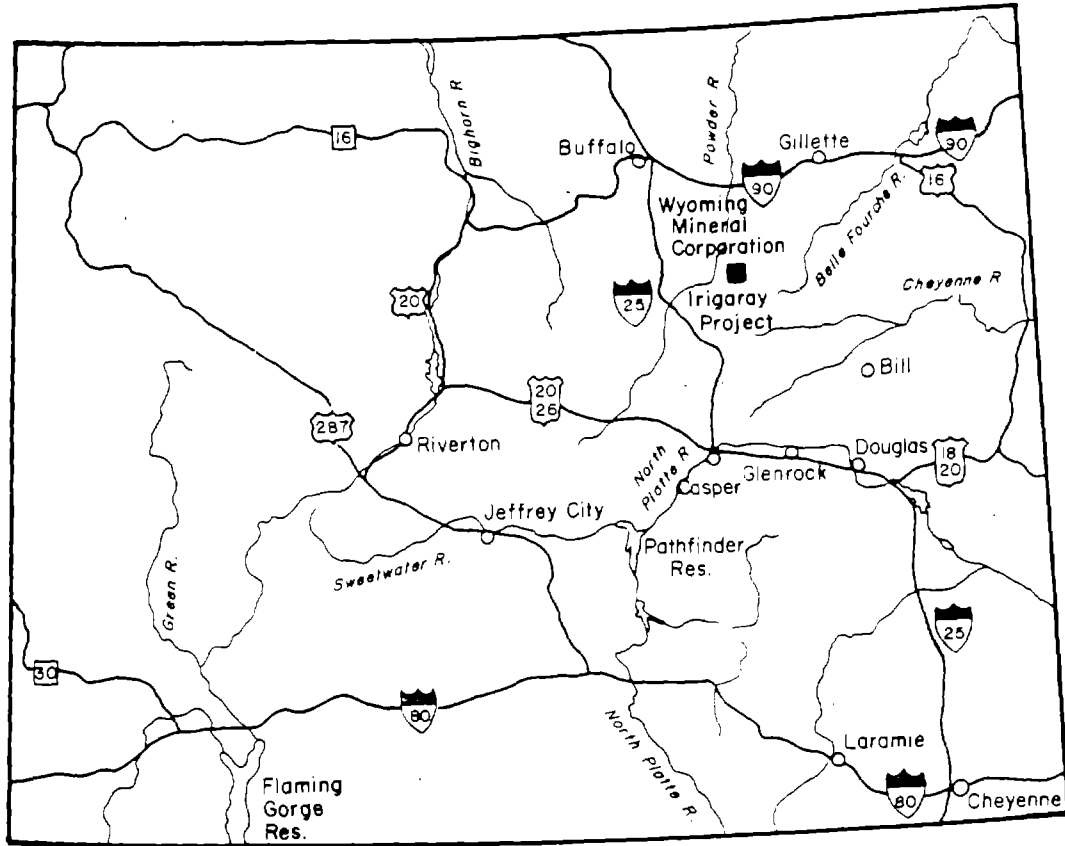 16
Bighorn R
Buffalo
Powder R
Gillette
90
90
16
Wyoming
Mineral
Corporation
Belle Fourche R.
Cheyenne R
20
25
Irigaray
Project
Bill
20
26
287
Riverton
North
Platte R
Casper
Glenrock
Douglas
18
20
Jeffrey City
Sweetwater R.
Pathfinder
Res.
Green R.
25
30
80
North Platte R.
Laramie
Flaming
Gorge
Res.
80
Cheyenne